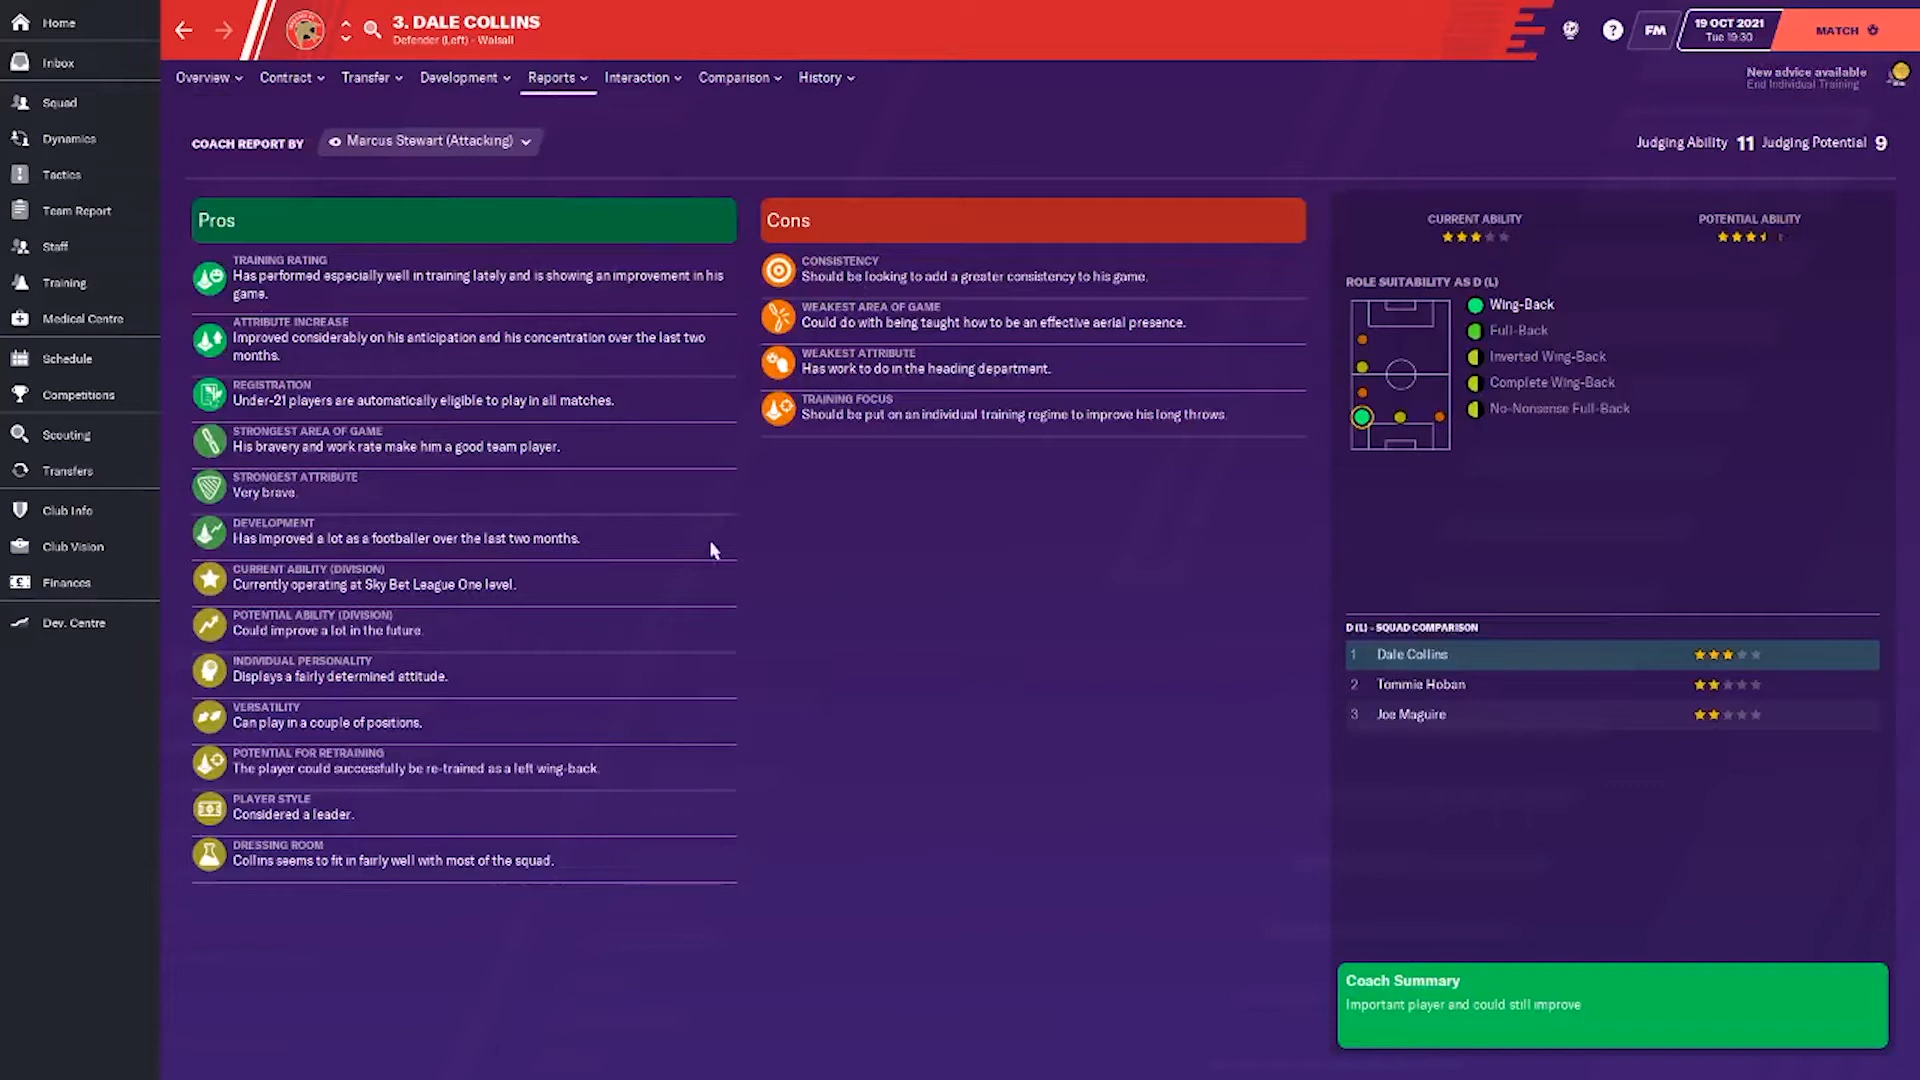 Home
Inbox
Squad
Dynamics
Tactics
Team Report
Staff
Training
Medical Centre
Schedule
Competitions
Scouting
Transfers
Club Info
Club Vision
Finances
Dev. Centre
3. DALE COLLINS
Defender (Left) - Walsall
FM
19 OCT 2021
Tue 19:30
MATCH
Overview
Contract
Transfer
Development
Reports
Interaction
Comparison
History
New advice available
End Individual Training
COACH REPORT BY
Marcus Stewart (Attacking)
Judging Ability 11 Judging Potential 9
Pros
TRAINING RATING
Has performed especially well in training lately and is showing an improvement in his
game.
ATTRIBUTE INCREASE
Improved considerably on his anticipation and his concentration over the last two
months.
REGISTRATION
Under-21 players are automatically eligible to play in all matches.
STRONGEST AREA OF GAME
His bravery and work rate make him a good team player.
STRONGEST ATTRIBUTE
Very brave.
DEVELOPMENT
Has improved a lot as a footballer over the last two months.
CURRENT ABILITY (DIVISION)
Currently operating at Sky Bet League One level.
POTENTIAL ABILITY (DIVISION)
Could improve a lot in the future.
INDIVIDUAL PERSONALITY
Displays a fairly determined attitude.
VERSATILITY
Can play in a couple of positions.
POTENTIAL FOR RETRAINING
The player could successfully be re-trained as a left wing-back.
PLAYER STYLE
Considered a leader.
DRESSING ROOM
Collins seems to fit in fairly well with most of the squad.
Cons
CONSISTENCY
Should be looking to add a greater consistency to his game.
WEAKEST AREA OF GAME
Could do with being taught how to be an effective aerial presence.
WEAKEST ATTRIBUTE
Has work to do in the heading department.
TRAINING FOCUS
Should be put on an individual training regime to improve his long throws.
CURRENT ABILITY
POTENTIAL ABILITY
ROLE SUITABILITY AS D (L)
Wing-Back
Full-Back
Inverted Wing-Back
Complete Wing-Back
No-Nonsense Full-Back
D (L) - SQUAD COMPARISON
1 Dale Collins
2 Tommie Hoban
3 Joe Maguire
Coach Summary
Important player and could still improve